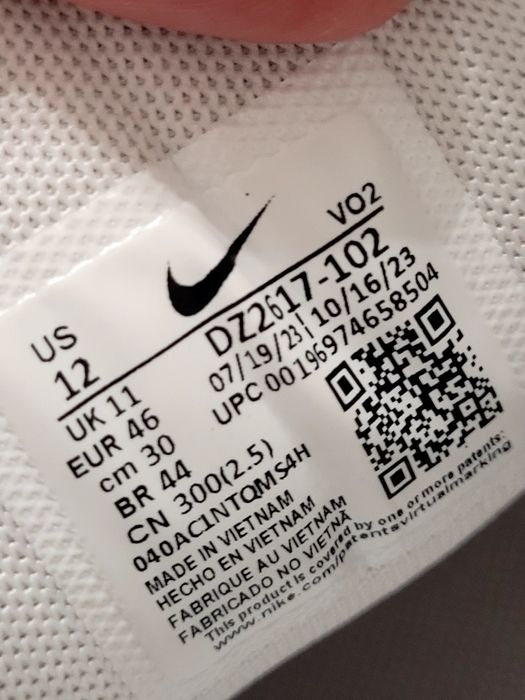 VO2
US
12
DZ2617-102
07/19/23|10/16/23
UPC 00196974658504
UK 11
EUR 46
cm 30
BR 44
CN 300(2.5)
040AC1NTQMS4H
MADE IN VIETNAM
HECHO EN VIETNAM
FABRIQUE AU VIETNAM
FABRICADO NO VIETNÃ
This product is covered by one or more patents:
www.nike.com/patentsvirtualmarking